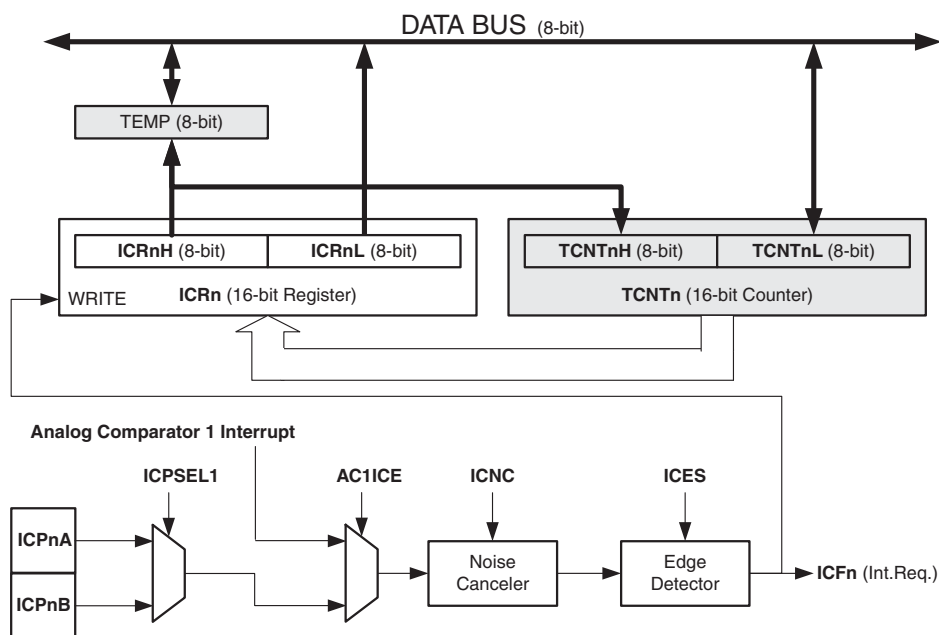 DATA BUS (8-bit)
TEMP (8-bit)
ICRnH (8-bit)
ICRnL (8-bit)
TCNTnH (8-bit)
TCNTnL (8-bit)
WRITE
ICRn (16-bit Register)
TCNTn (16-bit Counter)
Analog Comparator 1 Interrupt
ICPSEL1
AC1ICE
ICNC
ICES
ICPnA
ICPnB
Noise
Canceler
Edge
Detector
ICFn (Int.Req.)